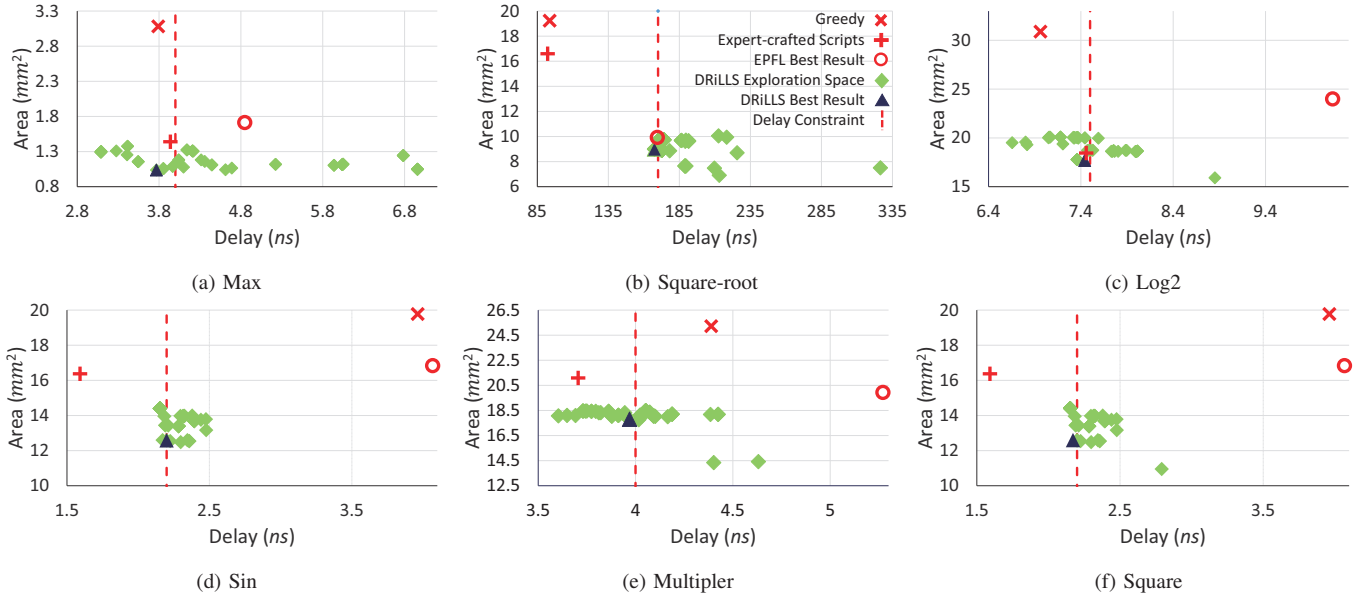 Area (mm²)
3.3
2.8
2.3
1.8
1.3
0.8
2.8 3.8 4.8 5.8 6.8
Delay (ns)
(a) Max
Area (mm²)
20
18
16
14
12
10
8
6
85 135 185 235 285 335
Delay (ns)
Greedy
Expert-crafted Scripts
EPFL Best Result
DRiLLS Exploration Space
DRiLLS Best Result
Delay Constraint
(b) Square-root
Area (mm²)
30
25
20
15
6.4 7.4 8.4 9.4
Delay (ns)
(c) Log2
Area (mm²)
20
18
16
14
12
10
1.5 2.5 3.5
Delay (ns)
(d) Sin
Area (mm²)
26.5
24.5
22.5
20.5
18.5
16.5
14.5
12.5
3.5 4 4.5 5
Delay (ns)
(e) Multipler
Area (mm²)
20
18
16
14
12
10
1.5 2.5 3.5
Delay (ns)
(f) Square